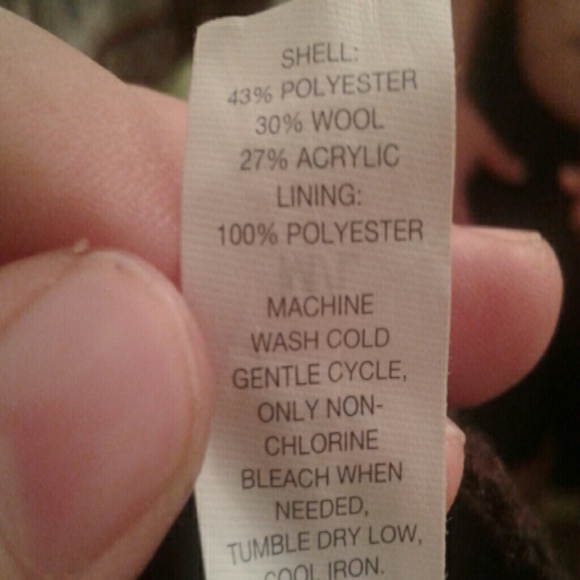 SHELL:
43% POLYESTER
30% WOOL
27% ACRYLIC
LINING:
100% POLYESTER
MACHINE
WASH COLD
GENTLE CYCLE,
ONLY NON-
CHLORINE
BLEACH WHEN
NEEDED,
TUMBLE DRY LOW,
COOL IRON.